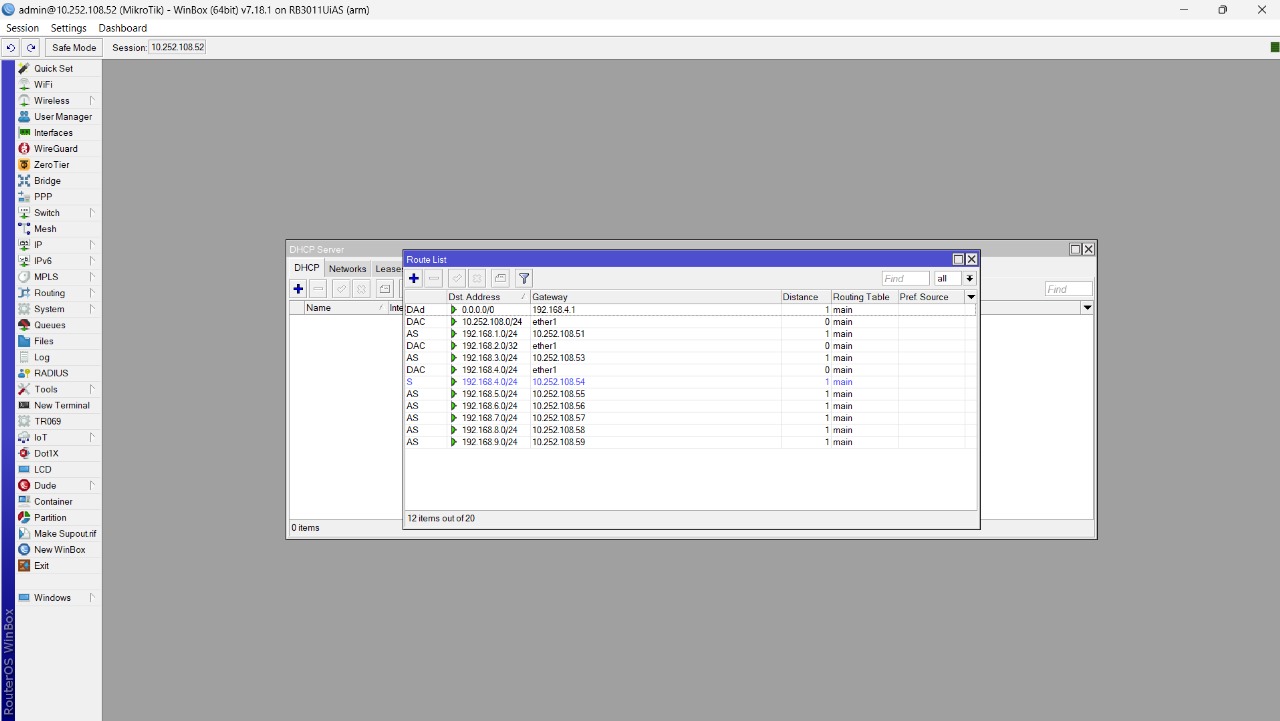 admin@10.252.108.52 (MikroTik) - WinBox (64bit) v7.18.1 on RB3011UiAS (arm)
Session Settings Dashboard
Safe Mode Session: 10.252.108.52
Quick Set
WiFi
Wireless
User Manager
Interfaces
WireGuard
ZeroTier
Bridge
PPP
Switch
Mesh
IP
IPv6
MPLS
Routing
System
Queues
Files
Log
RADIUS
Tools
New Terminal
TR069
IoT
Dot1X
LCD
Dude
Container
Partition
Make Supout.rif
New WinBox
Exit
Windows
RouterOS WinBox
DHCP Server
DHCP Networks Leases
Find
Name Inte
0 items
Route List
Find all
Dst. Address Gateway Distance Routing Table Pref Source
DAd 0.0.0.0/0 192.168.4.1 1 main
DAC 10.252.108.0/24 ether1 0 main
AS 192.168.1.0/24 10.252.108.51 1 main
DAC 192.168.2.0/32 ether1 0 main
AS 192.168.3.0/24 10.252.108.53 1 main
DAC 192.168.4.0/24 ether1 0 main
S 192.168.4.0/24 10.252.108.54 1 main
AS 192.168.5.0/24 10.252.108.55 1 main
AS 192.168.6.0/24 10.252.108.56 1 main
AS 192.168.7.0/24 10.252.108.57 1 main
AS 192.168.8.0/24 10.252.108.58 1 main
AS 192.168.9.0/24 10.252.108.59 1 main
12 items out of 20